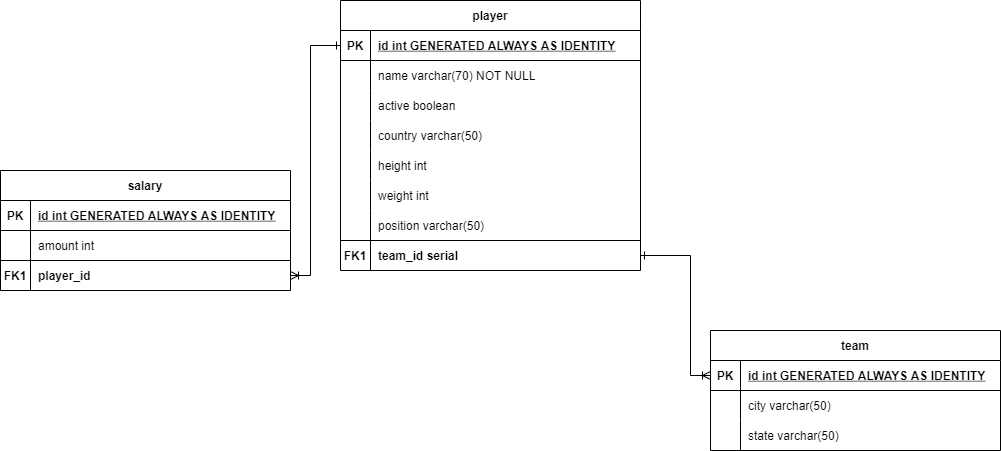 player
PK id int GENERATED ALWAYS AS IDENTITY
name varchar(70) NOT NULL
active boolean
country varchar(50)
height int
weight int
position varchar(50)
FK1 team_id serial
salary
PK id int GENERATED ALWAYS AS IDENTITY
amount int
FK1 player_id
team
PK id int GENERATED ALWAYS AS IDENTITY
city varchar(50)
state varchar(50)